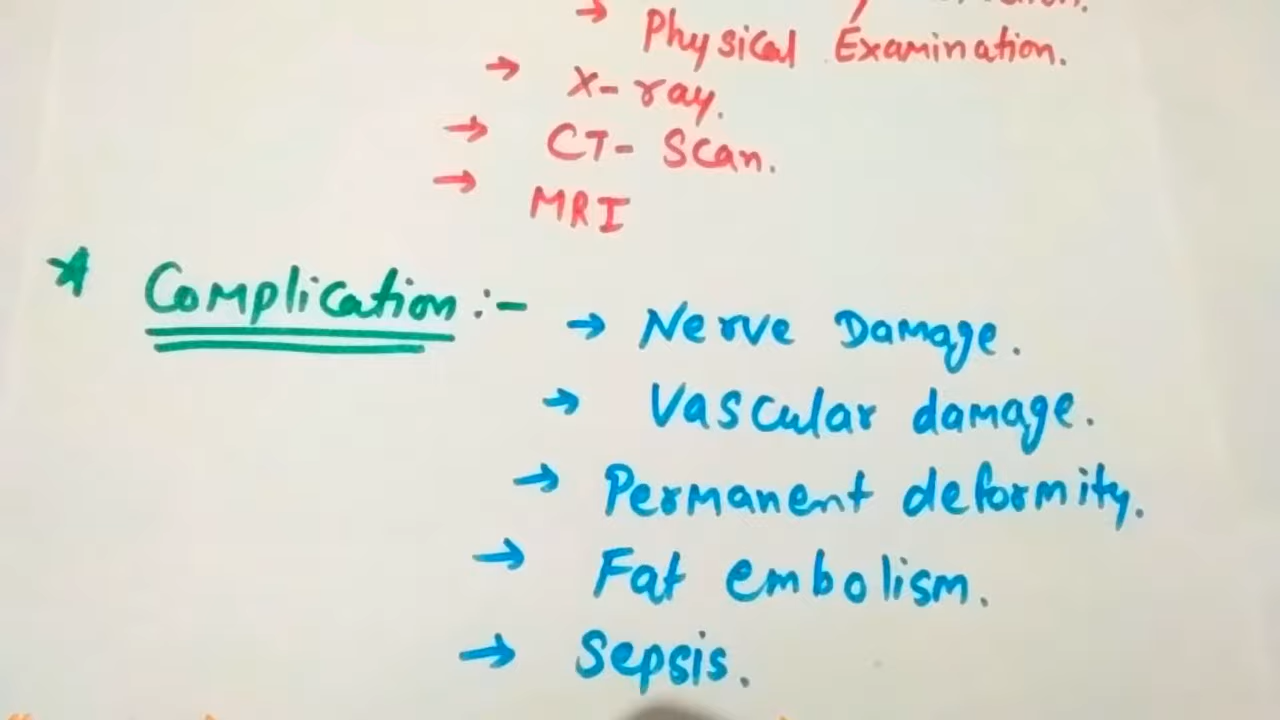 → Physical Examination.
→ X-ray.
→ CT- Scan.
→ MRI
* Complication :-
→ Nerve Damage.
→ Vascular damage.
→ Permanent deformity.
→ Fat embolism.
→ Sepsis.